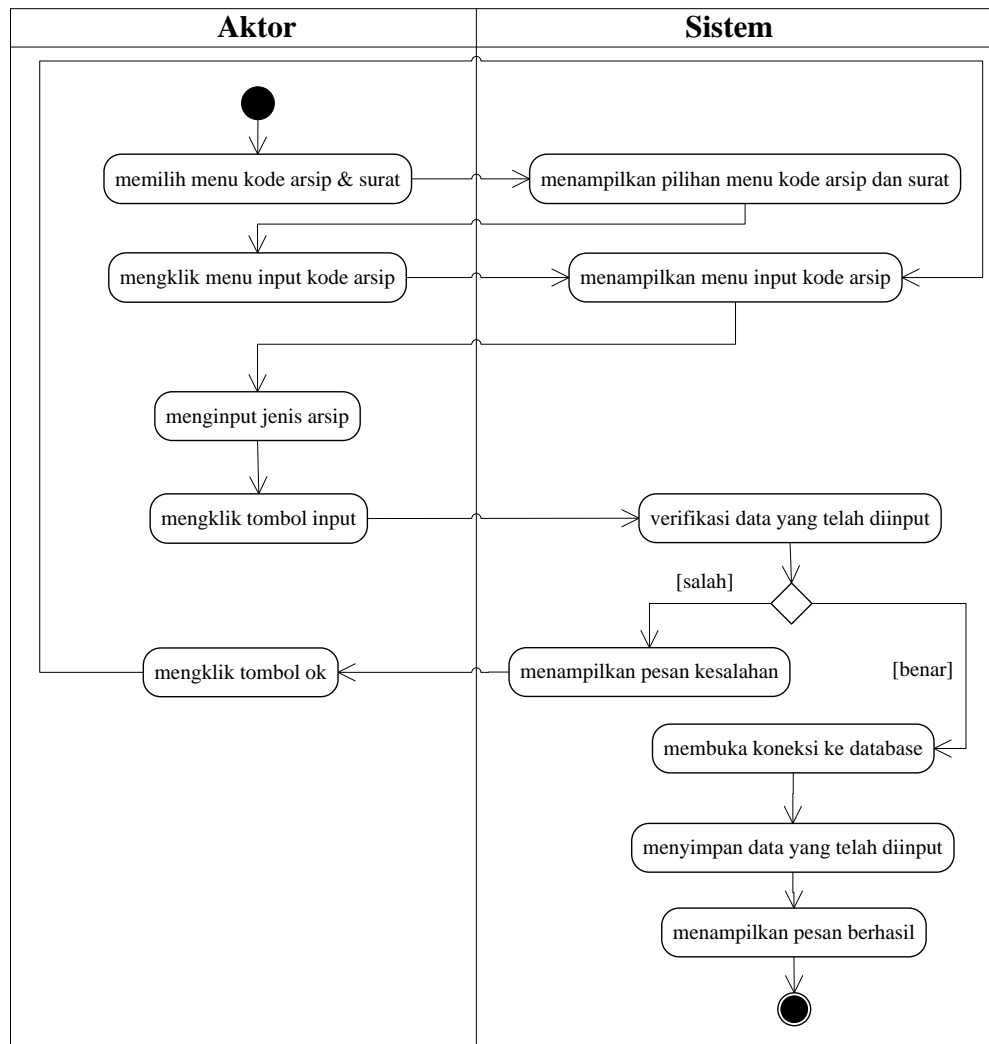 Aktor
Sistem
memilih menu kode arsip & surat
menampilkan pilihan menu kode arsip dan surat
mengklik menu input kode arsip
menampilkan menu input kode arsip
menginput jenis arsip
mengklik tombol input
verifikasi data yang telah diinput
[salah]
mengklik tombol ok
menampilkan pesan kesalahan
[benar]
membuka koneksi ke database
menyimpan data yang telah diinput
menampilkan pesan berhasil